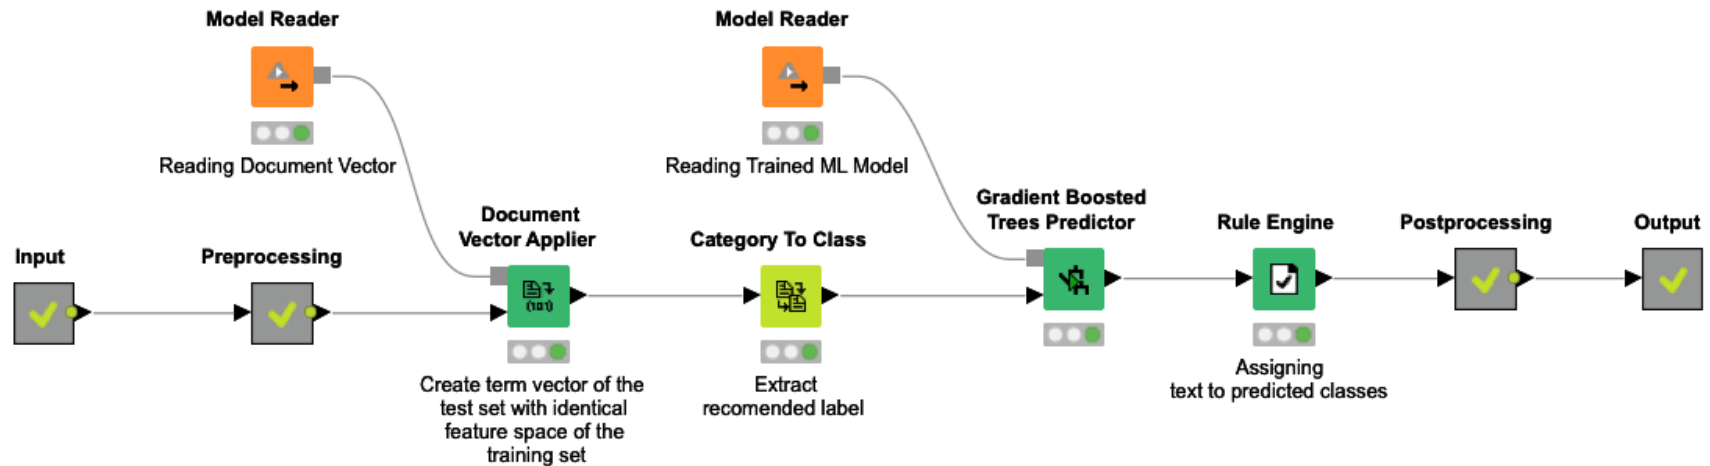 Model Reader
Reading Document Vector
Model Reader
Reading Trained ML Model
Input
Preprocessing
Document
Vector Applier
Create term vector of the
test set with identical
feature space of the
training set
Category To Class
Extract
recomended label
Gradient Boosted
Trees Predictor
Rule Engine
Assigning
text to predicted classes
Postprocessing
Output